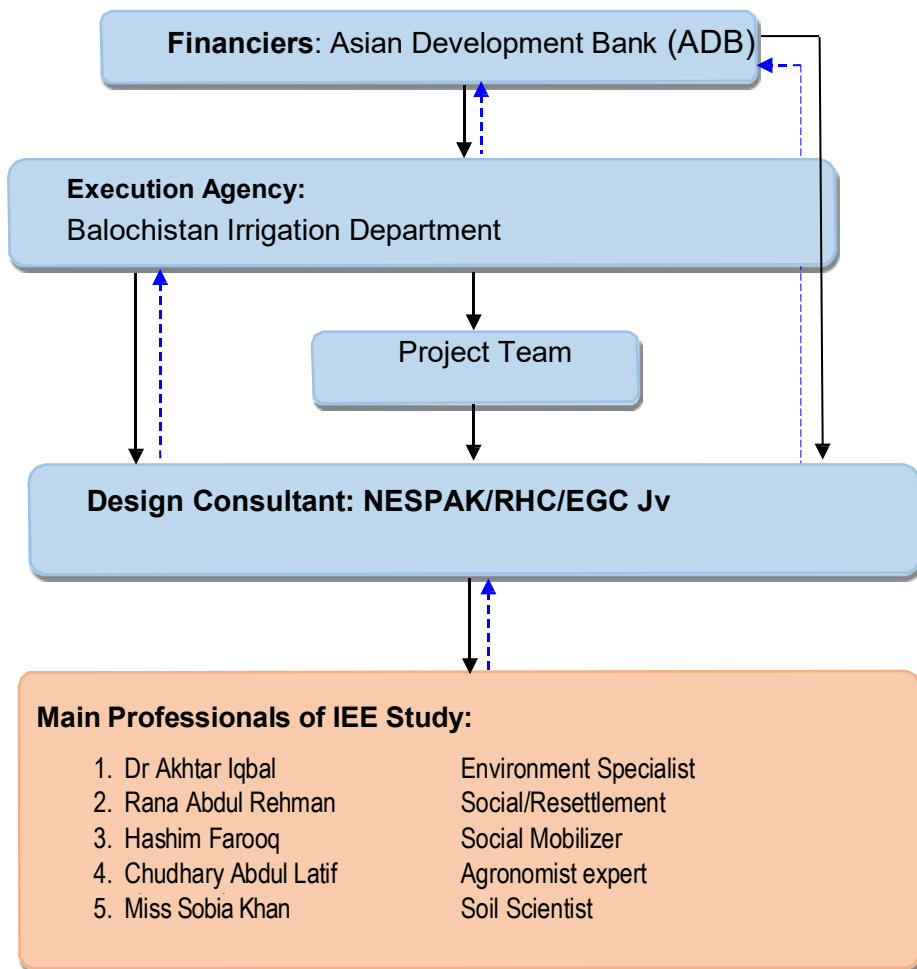 Financiers: Asian Development Bank (ADB)
Execution Agency:
Balochistan Irrigation Department
Project Team
Design Consultant: NESPAK/RHC/EGC Jv
Main Professionals of IEE Study:
1. Dr Akhtar Iqbal Environment Specialist
2. Rana Abdul Rehman Social/Resettlement
3. Hashim Farooq Social Mobilizer
4. Chudhary Abdul Latif Agronomist expert
5. Miss Sobia Khan Soil Scientist